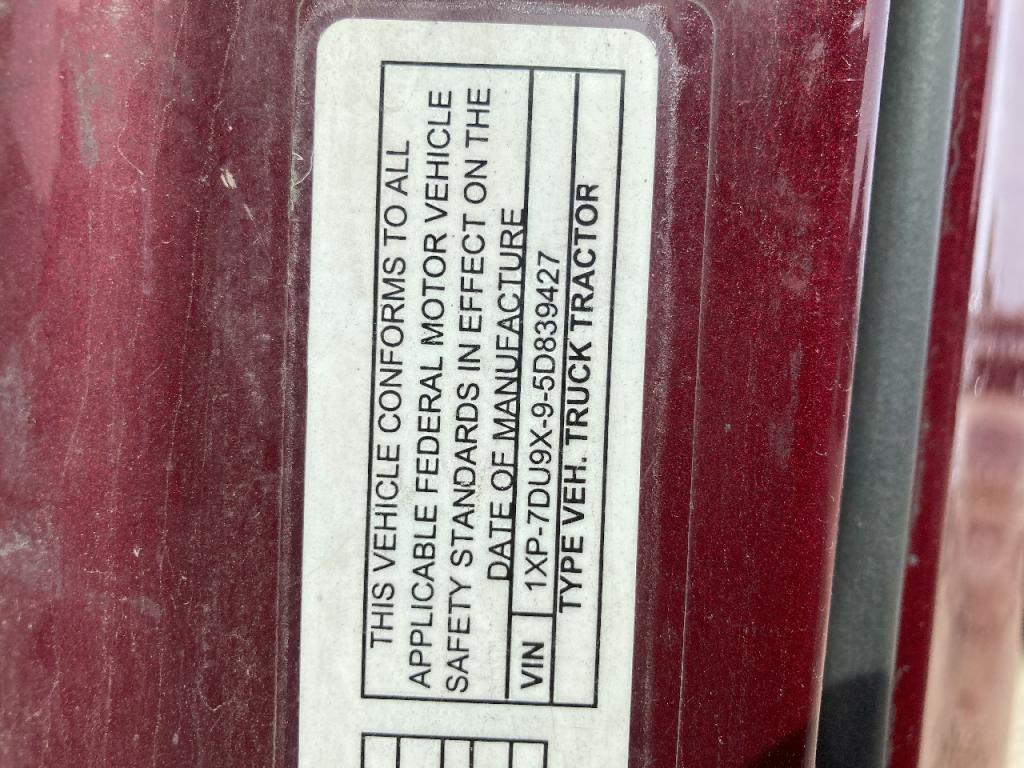 THIS VEHICLE CONFORMS TO ALL
APPLICABLE FEDERAL MOTOR VEHICLE
SAFETY STANDARDS IN EFFECT ON THE
DATE OF MANUFACTURE
VIN 1XP-7DU9X-9-5D839427
TYPE VEH. TRUCK TRACTOR